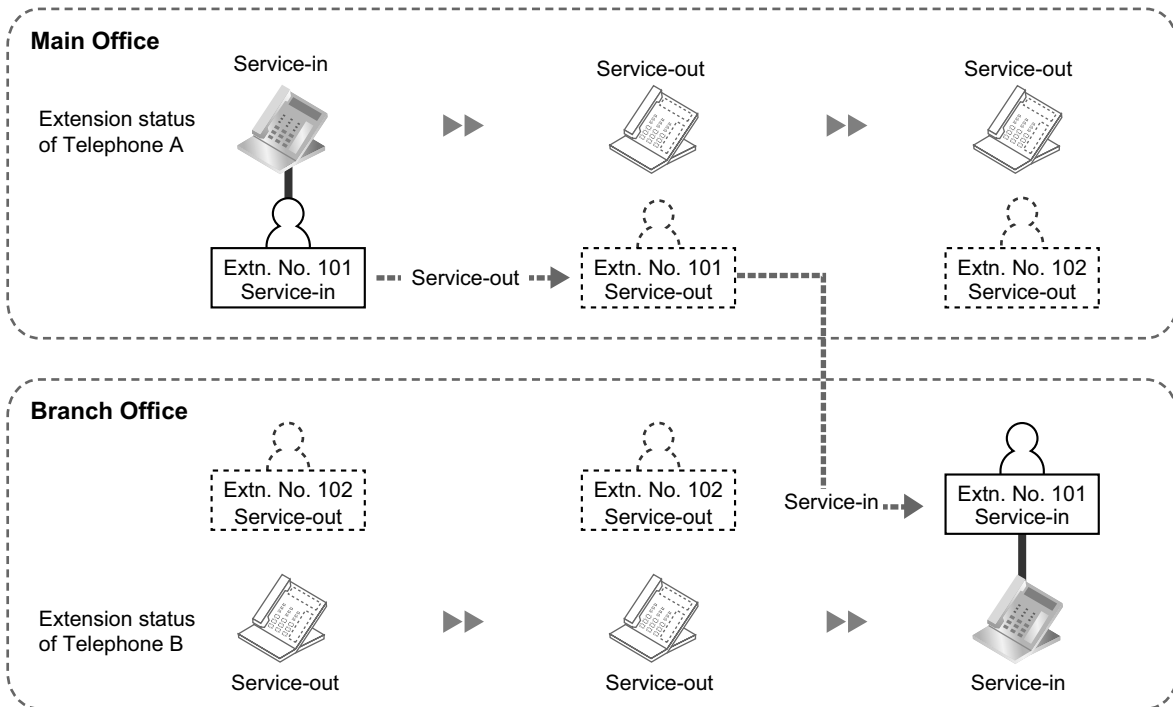 Main Office
Service-in
Service-out
Service-out
Extension status
of Telephone A
Extn. No. 101
Service-in
Service-out
Extn. No. 101
Service-out
Extn. No. 102
Service-out
Branch Office
Extn. No. 102
Service-out
Extn. No. 102
Service-out
Service-in
Extn. No. 101
Service-in
Extension status
of Telephone B
Service-out
Service-out
Service-in